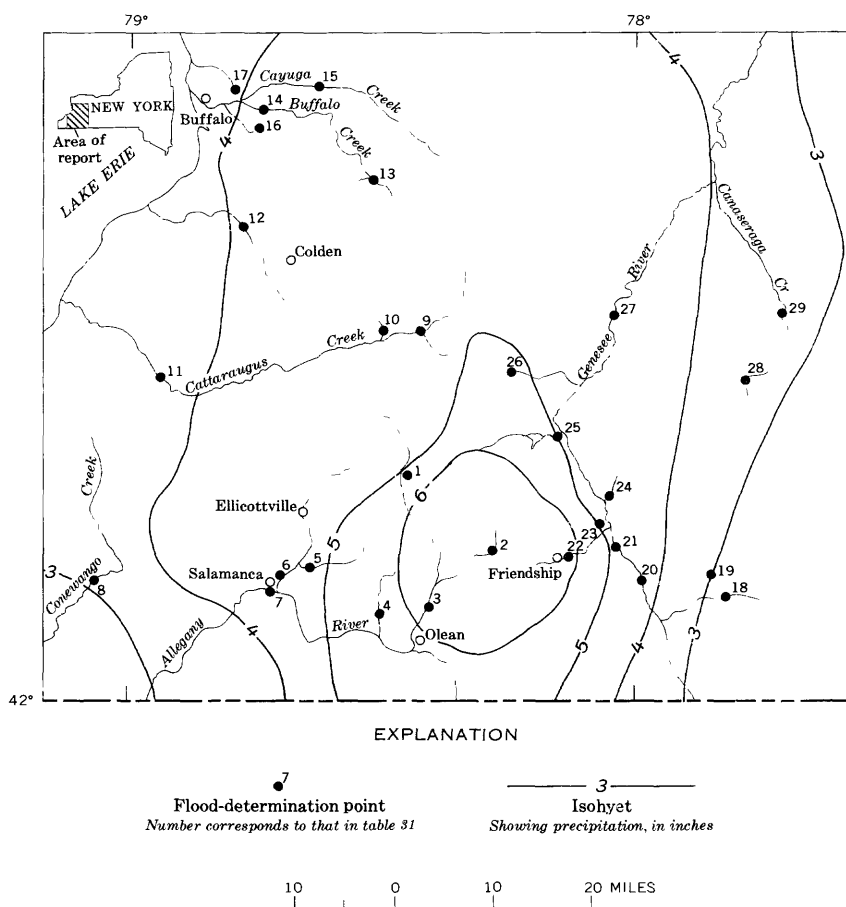 79°
78°
NEW YORK
Area of
report
LAKE ERIE
Buffalo
17
Cayuga
15
Creek
14
Buffalo
16
Creek
13
4
12
Colden
4
3
Canaseraga
Cr
River
Genesee
27
29
28
10
9
Cattaraugus
Creek
11
26
25
Creek
Conewango
8
3
Ellicottville
Salamanca
6
5
7
Allegany
River
4
4
5
1
6
2
3
Olean
Friendship
22
23
24
21
20
19
18
5
4
3
42°
EXPLANATION
7
Flood-determination point
Number corresponds to that in table 31
3
Isohyet
Showing precipitation, in inches
10 0 10 20 MILES